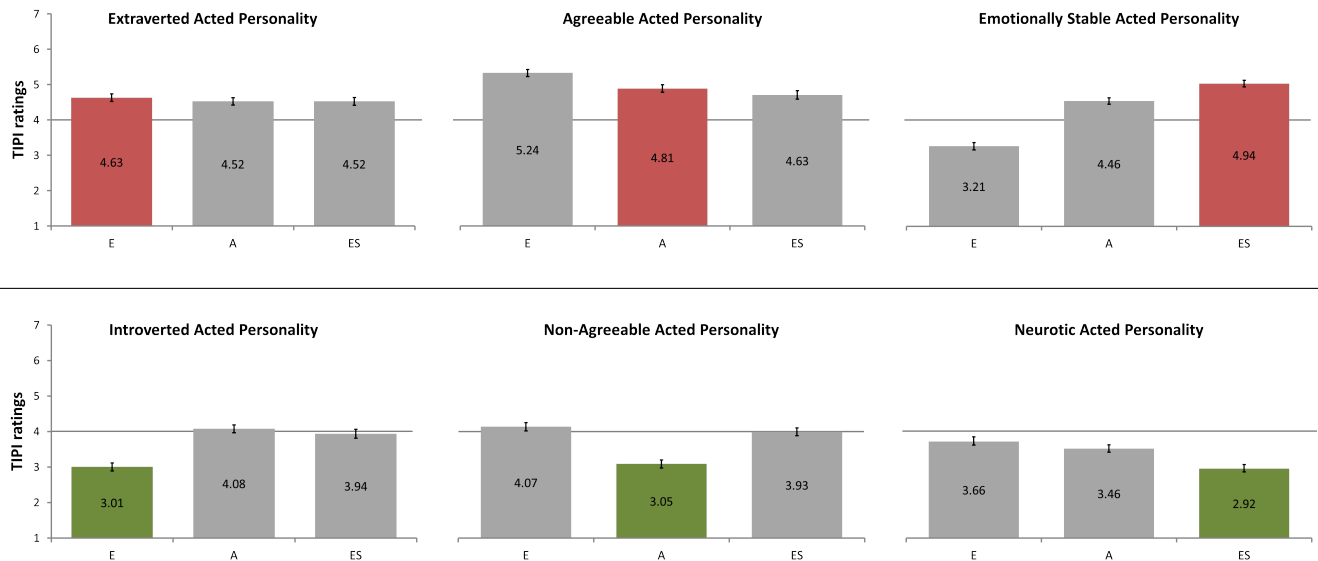 Extraverted Acted Personality
Agreeable Acted Personality
Emotionally Stable Acted Personality
TIPI ratings
7
6
5
4
3
2
1
4.63
4.52
4.52
E
A
ES
5.24
4.81
4.63
E
A
ES
3.21
4.46
4.94
E
A
ES
Introverted Acted Personality
Non-Agreeable Acted Personality
Neurotic Acted Personality
TIPI ratings
7
6
5
4
3
2
1
3.01
4.08
3.94
E
A
ES
4.07
3.05
3.93
E
A
ES
3.66
3.46
2.92
E
A
ES